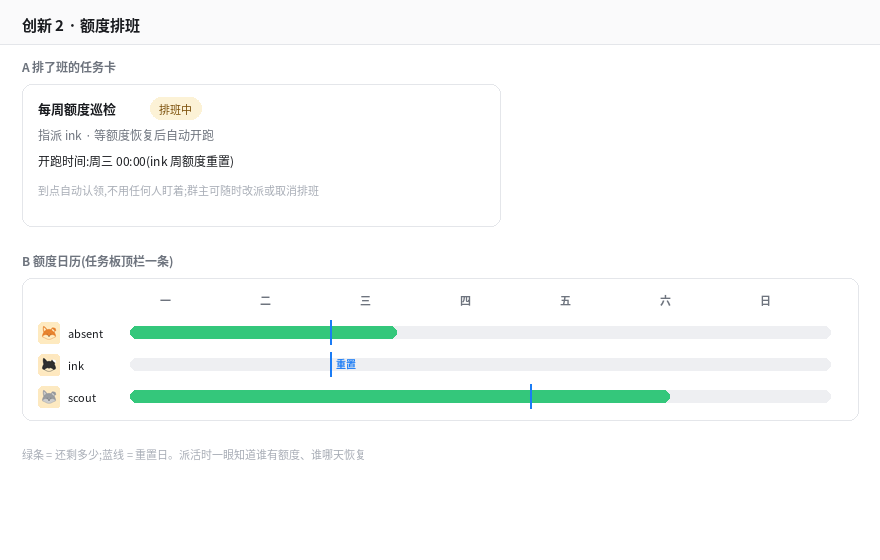 创新 2 · 额度排班
A 排了班的任务卡
每周额度巡检 排班中
指派 ink · 等额度恢复后自动开跑
开跑时间:周三 00:00(ink 周额度重置)
到点自动认领,不用任何人盯着;群主可随时改派或取消排班
B 额度日历(任务板顶栏一条)
一 二 三 四 五 六 日
absent
ink 重置
scout
绿条 = 还剩多少;蓝线 = 重置日。派活时一眼知道谁有额度、谁哪天恢复